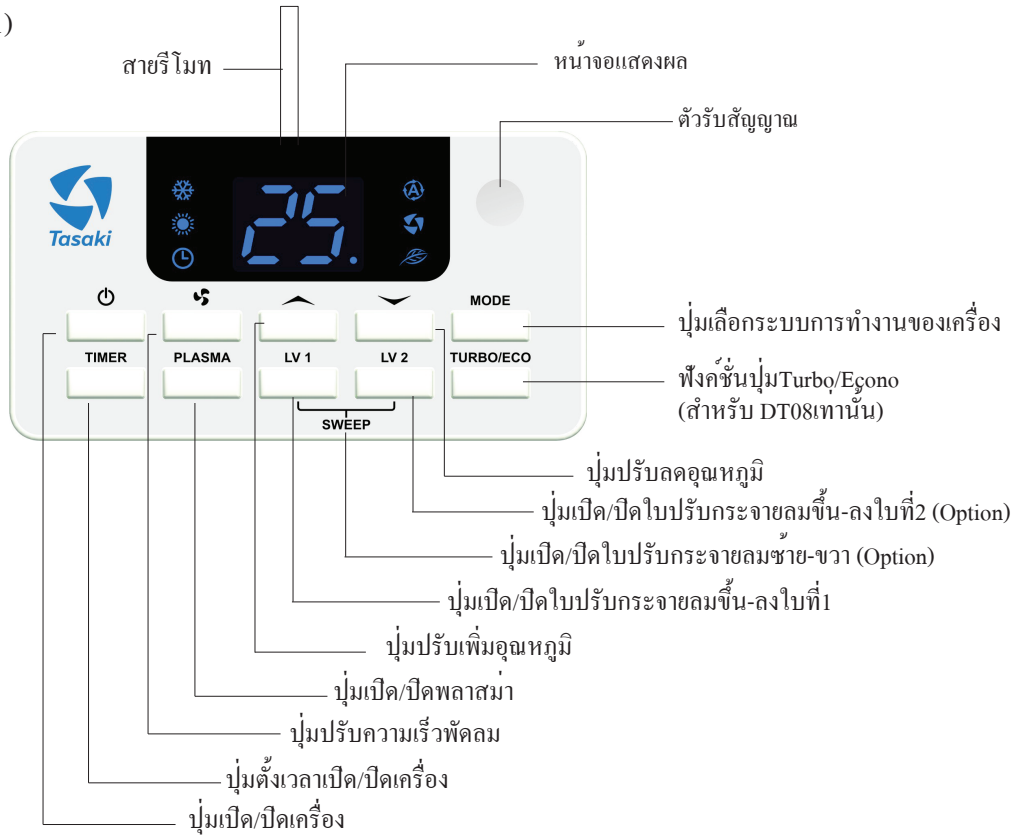 )
สายรีโมท
หน้าจอแสดงผล
ตัวรับสัญญาณ
Tasaki
25.
A
MODE
TIMER PLASMA LV 1 LV 2 TURBO/ECO
SWEEP
ปุ่มเลือกระบบการทำงานของเครื่อง
ฟังค์ชั่นปุ่มTurbo/Econo
(สำหรับ DT08เท่านั้น)
ปุ่มปรับลดอุณหภูมิ
ปุ่มเปิด/ปิดใบปรับกระจายลมขึ้น-ลงใบที่2 (Option)
ปุ่มเปิด/ปิดใบปรับกระจายลมซ้าย-ขวา (Option)
ปุ่มเปิด/ปิดใบปรับกระจายลมขึ้น-ลงใบที่1
ปุ่มปรับเพิ่มอุณหภูมิ
ปุ่มเปิด/ปิดพลาสม่า
ปุ่มปรับความเร็วพัดลม
ปุ่มตั้งเวลาเปิด/ปิดเครื่อง
ปุ่มเปิด/ปิดเครื่อง